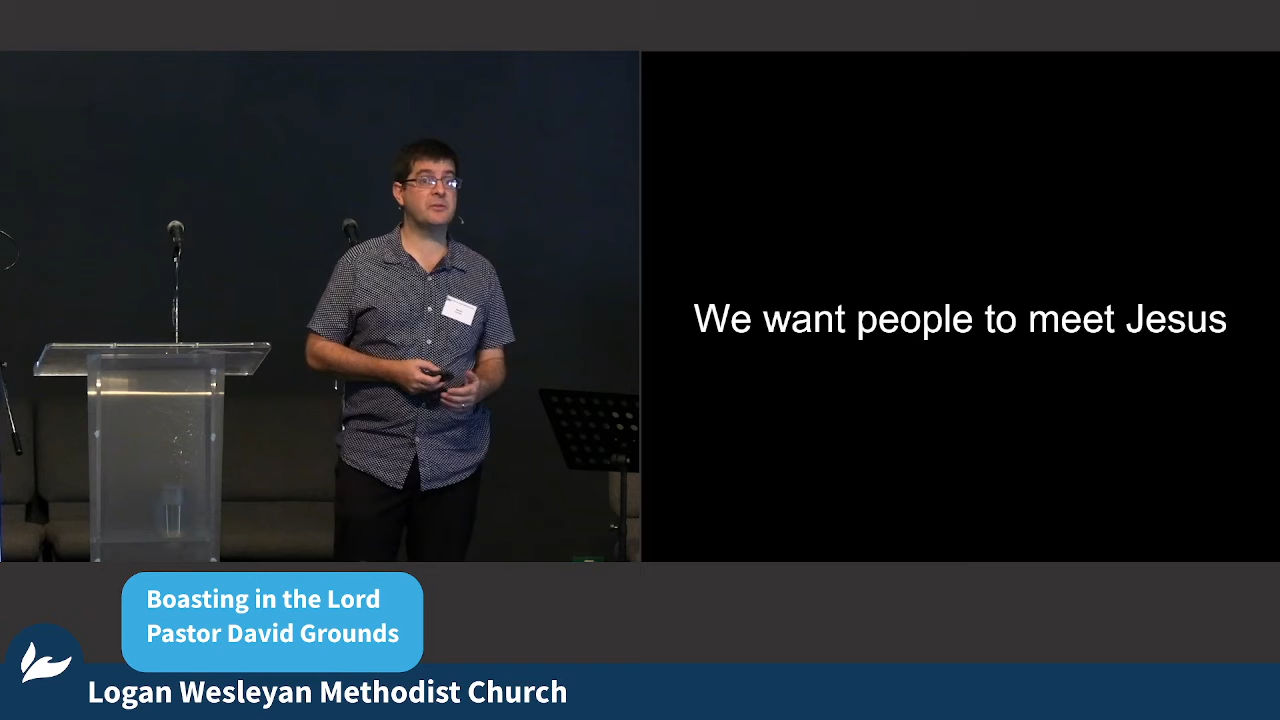 We want people to meet Jesus
Boasting in the Lord
Pastor David Grounds
Logan Wesleyan Methodist Church